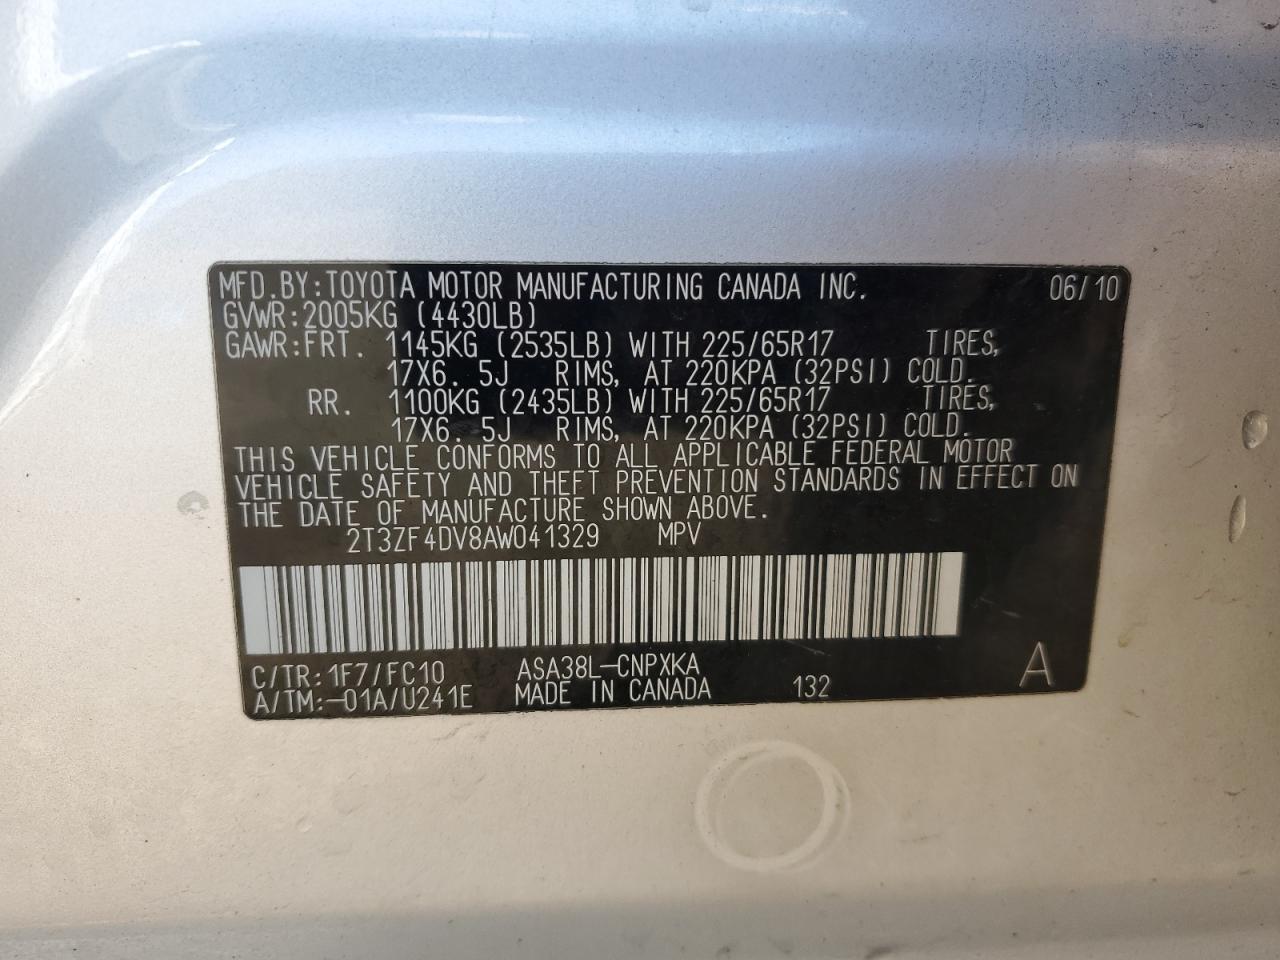 MFD.BY:TOYOTA MOTOR MANUFACTURING CANADA INC. 06/10
GVWR:2005KG (4430LB)
GAWR:FRT. 1145KG (2535LB) WITH 225/65R17 TIRES,
17X6. 5J RIMS, AT 220KPA (32PSI) COLD.
RR. 1100KG (2435LB) WITH 225/65R17 TIRES,
17X6. 5J RIMS, AT 220KPA (32PSI) COLD.
THIS VEHICLE CONFORMS TO ALL APPLICABLE FEDERAL MOTOR
VEHICLE SAFETY AND THEFT PREVENTION STANDARDS IN EFFECT ON
THE DATE OF MANUFACTURE SHOWN ABOVE.
2T3ZF4DV8AW041329 MPV
C/TR:1F7/FC10 ASA38L-CNPXKA A
A/TM:-01A/U241E MADE IN CANADA 132